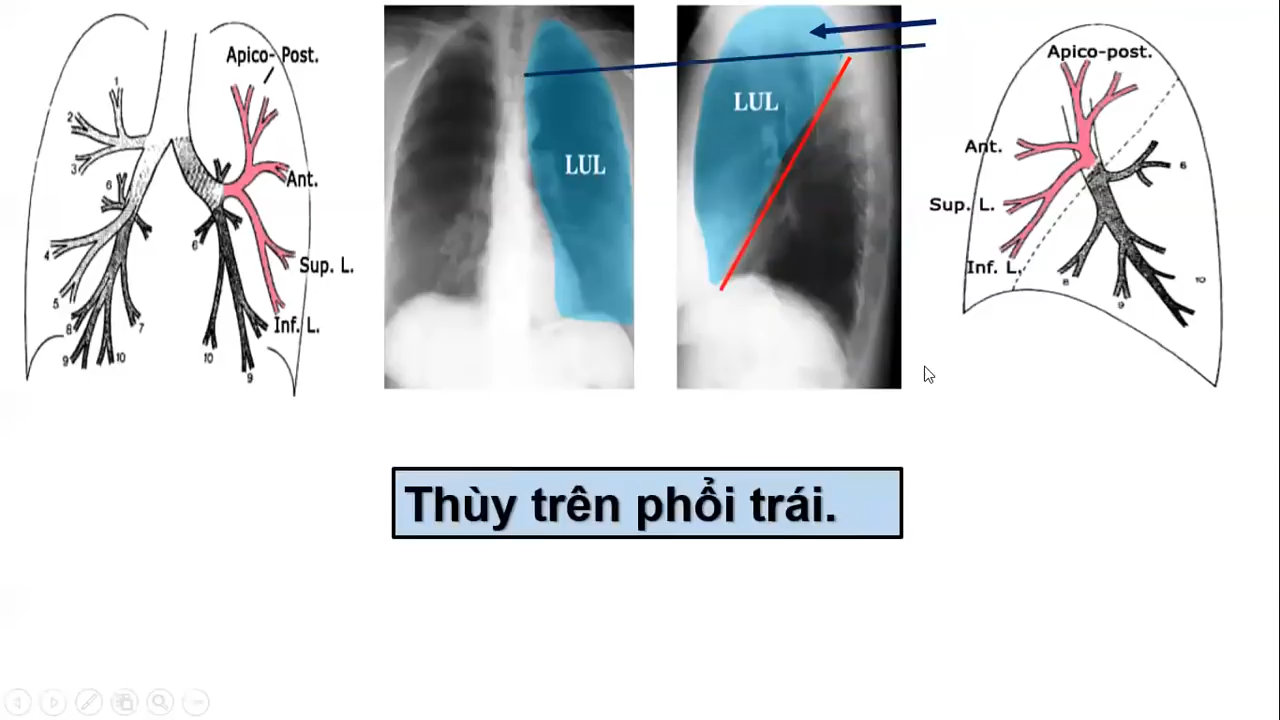 Apico- Post.
1
2
3
6
4
5
8
9
10
7
Ant.
6
Sup. L.
Inf. L.
10
9
LUL
LUL
Apico-post.
Ant.
6
Sup. L.
Inf. L.
8
9
10
Thùy trên phổi trái.